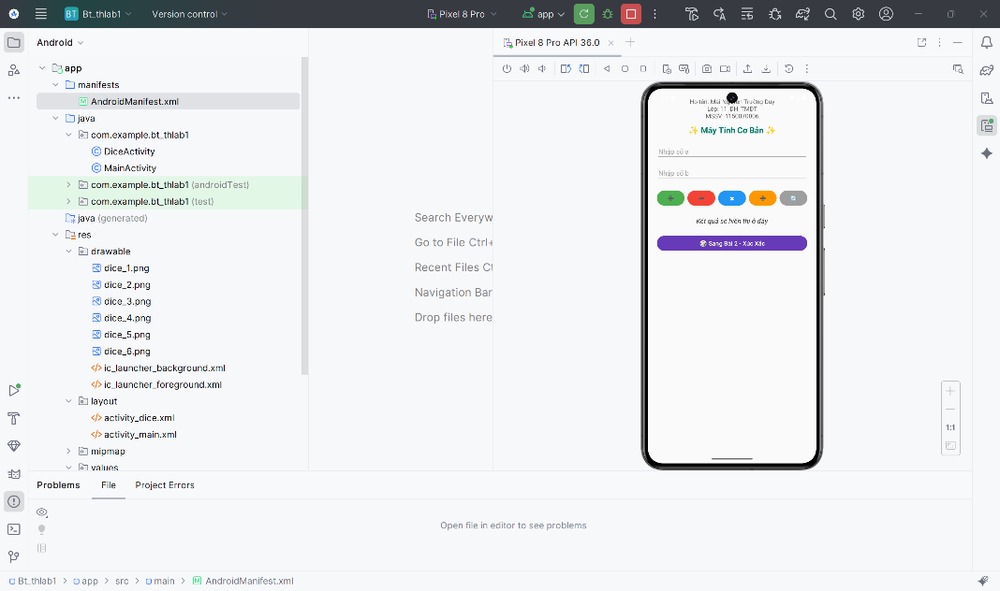 BT Bt_thlab1 Version control Pixel 8 Pro app
Android
Pixel 8 Pro API 36.0
app
manifests
AndroidManifest.xml
java
com.example.bt_thlab1
DiceActivity
MainActivity
com.example.bt_thlab1 (androidTest)
com.example.bt_thlab1 (test)
java (generated)
res
drawable
dice_1.png
dice_2.png
dice_3.png
dice_4.png
dice_5.png
dice_6.png
ic_launcher_background.xml
ic_launcher_foreground.xml
layout
activity_dice.xml
activity_main.xml
mipmap
values
Search Everyw
Go to File Ctrl+
Recent Files Ct
Navigation Bar
Drop files here
Họ tên: Mai Trường Duy
Lớp: 11_ĐH_TMĐT
MSSV: 1150070006
✨ Máy Tính Cơ Bản ✨
Nhập số a
Nhập số b
Kết quả sẽ hiển thị ở đây
🎲 Sang Bài 2 - Xúc Xắc
1:1
Problems File Project Errors
Open file in editor to see problems
Bt_thlab1 > app > src > main > AndroidManifest.xml